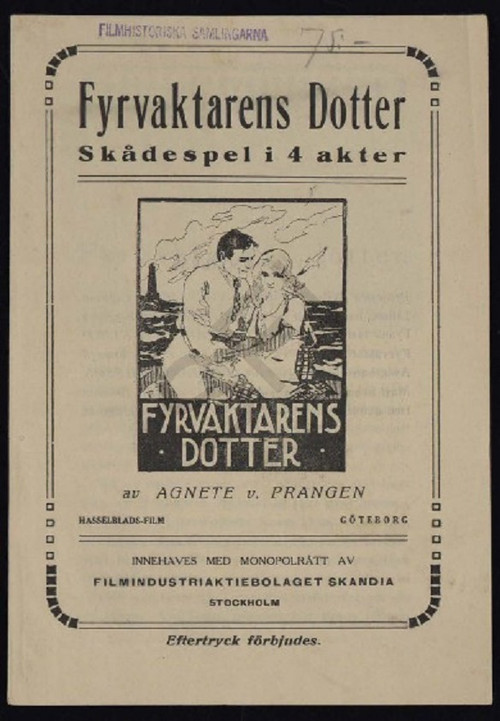 FILMHISTORISKA SAMLINGARNA
75:-
Fyrvaktarens Dotter
Skådespel i 4 akter
FYRVAKTARENS
· DOTTER ·
av AGNETE v. PRANGEN
HASSELBLADS-FILM GÖTEBORG
INNEHAVES MED MONOPOLRÄTT AV
FILMINDUSTRIAKTIEBOLAGET SKANDIA
STOCKHOLM
Eftertryck förbjudes.